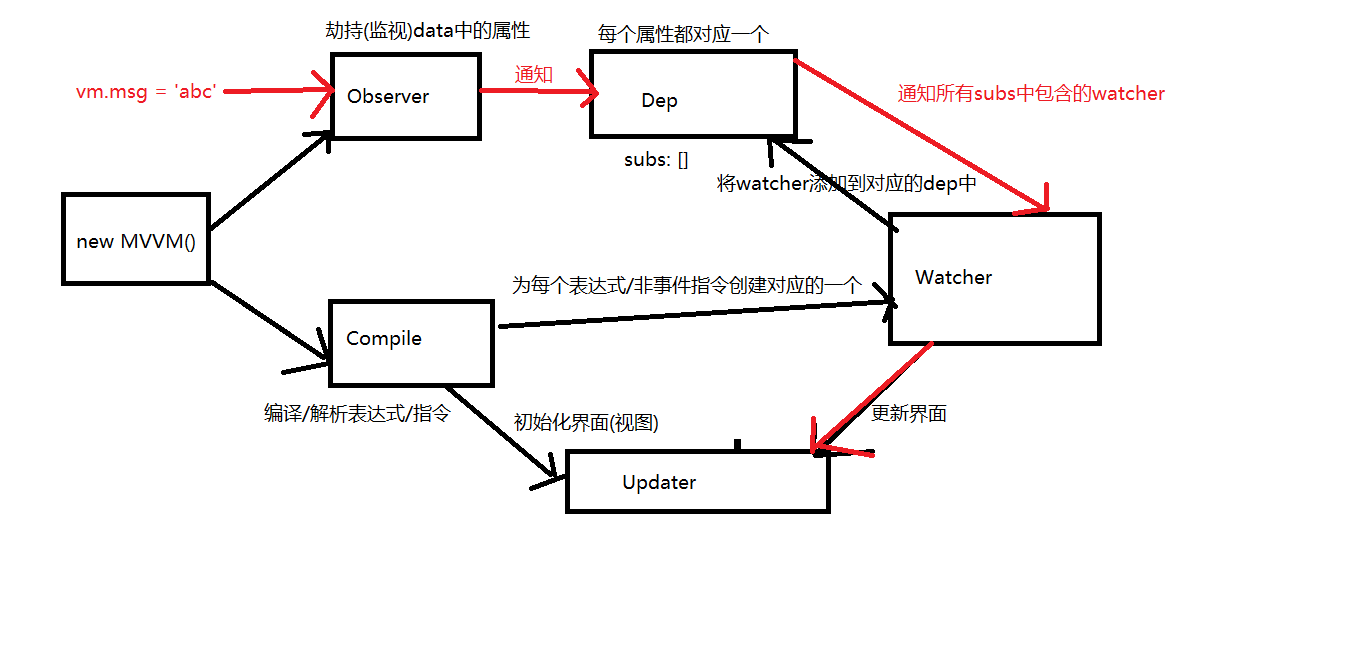 劫持(监视)data中的属性
每个属性都对应一个
vm.msg = 'abc'
Observer
通知
Dep
通知所有subs中包含的watcher
subs: []
将watcher添加到对应的dep中
new MVVM()
Watcher
为每个表达式/非事件指令创建对应的一个
Compile
编译/解析表达式/指令
初始化界面(视图)
更新界面
Updater